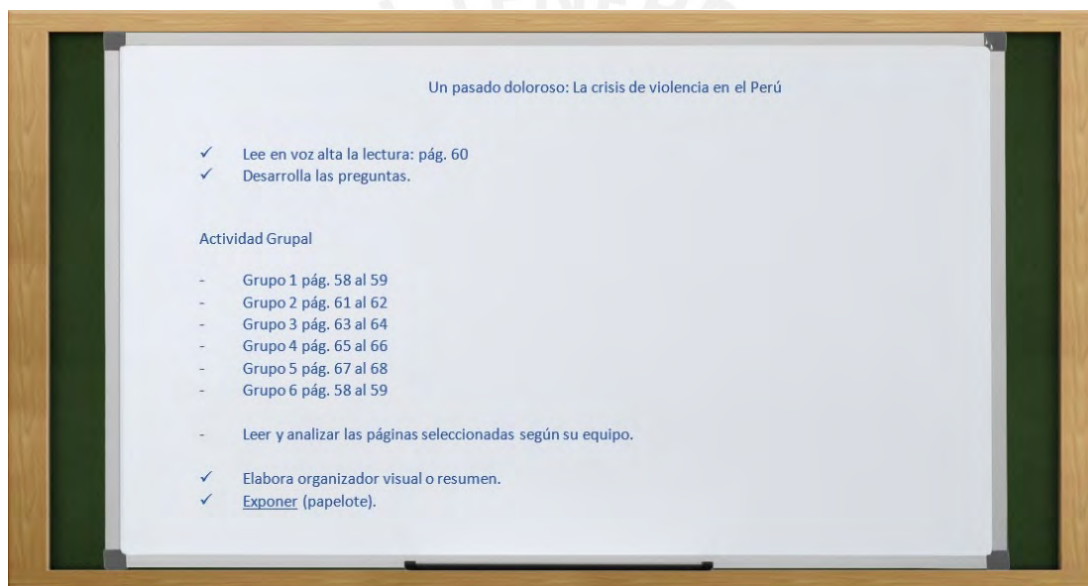 Un pasado doloroso: La crisis de violencia en el Perú
✓ Lee en voz alta la lectura: pág. 60
✓ Desarrolla las preguntas.
Actividad Grupal
- Grupo 1 pág. 58 al 59
- Grupo 2 pág. 61 al 62
- Grupo 3 pág. 63 al 64
- Grupo 4 pág. 65 al 66
- Grupo 5 pág. 67 al 68
- Grupo 6 pág. 58 al 59
- Leer y analizar las páginas seleccionadas según su equipo.
✓ Elabora organizador visual o resumen.
✓ Exponer (papelote).